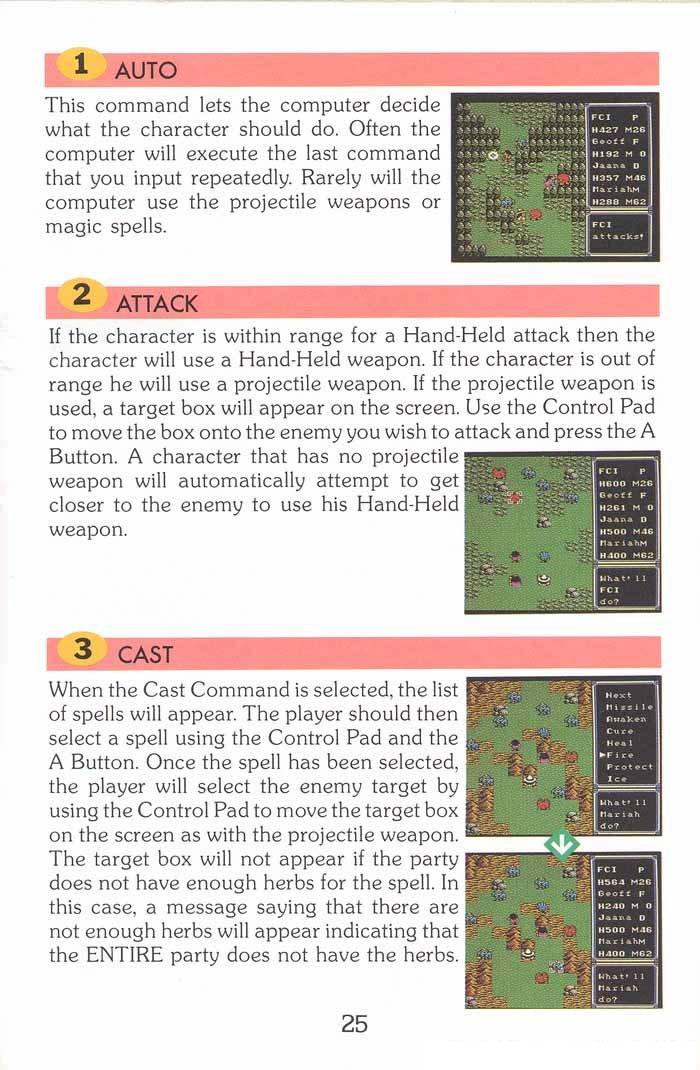 1 AUTO
This command lets the computer decide
what the character should do. Often the
computer will execute the last command
that you input repeatedly. Rarely will the
computer use the projectile weapons or
magic spells.
FCI P
H427 M26
Geoff F
H192 M 0
Jaana D
H357 M46
MariahM
H288 M62
FCI
attacks!
2 ATTACK
If the character is within range for a Hand-Held attack then the
character will use a Hand-Held weapon. If the character is out of
range he will use a projectile weapon. If the projectile weapon is
used, a target box will appear on the screen. Use the Control Pad
to move the box onto the enemy you wish to attack and press the A
Button. A character that has no projectile
weapon will automatically attempt to get
closer to the enemy to use his Hand-Held
weapon.
FCI P
H600 M26
Geoff F
H261 M 0
Jaana D
H500 M46
MariahM
H400 M62
What'll
FCI
do?
3 CAST
When the Cast Command is selected, the list
of spells will appear. The player should then
select a spell using the Control Pad and the
A Button. Once the spell has been selected,
the player will select the enemy target by
using the Control Pad to move the target box
on the screen as with the projectile weapon.
The target box will not appear if the party
does not have enough herbs for the spell. In
this case, a message saying that there are
not enough herbs will appear indicating that
the ENTIRE party does not have the herbs.
Next
Missile
Awaken
Cure
Heal
Fire
Protect
Ice
What'll
Mariah
do?
FCI P
H564 M26
Geoff F
H240 M 0
Jaana D
H500 M46
MariahM
H400 M62
What'll
Mariah
do?
25